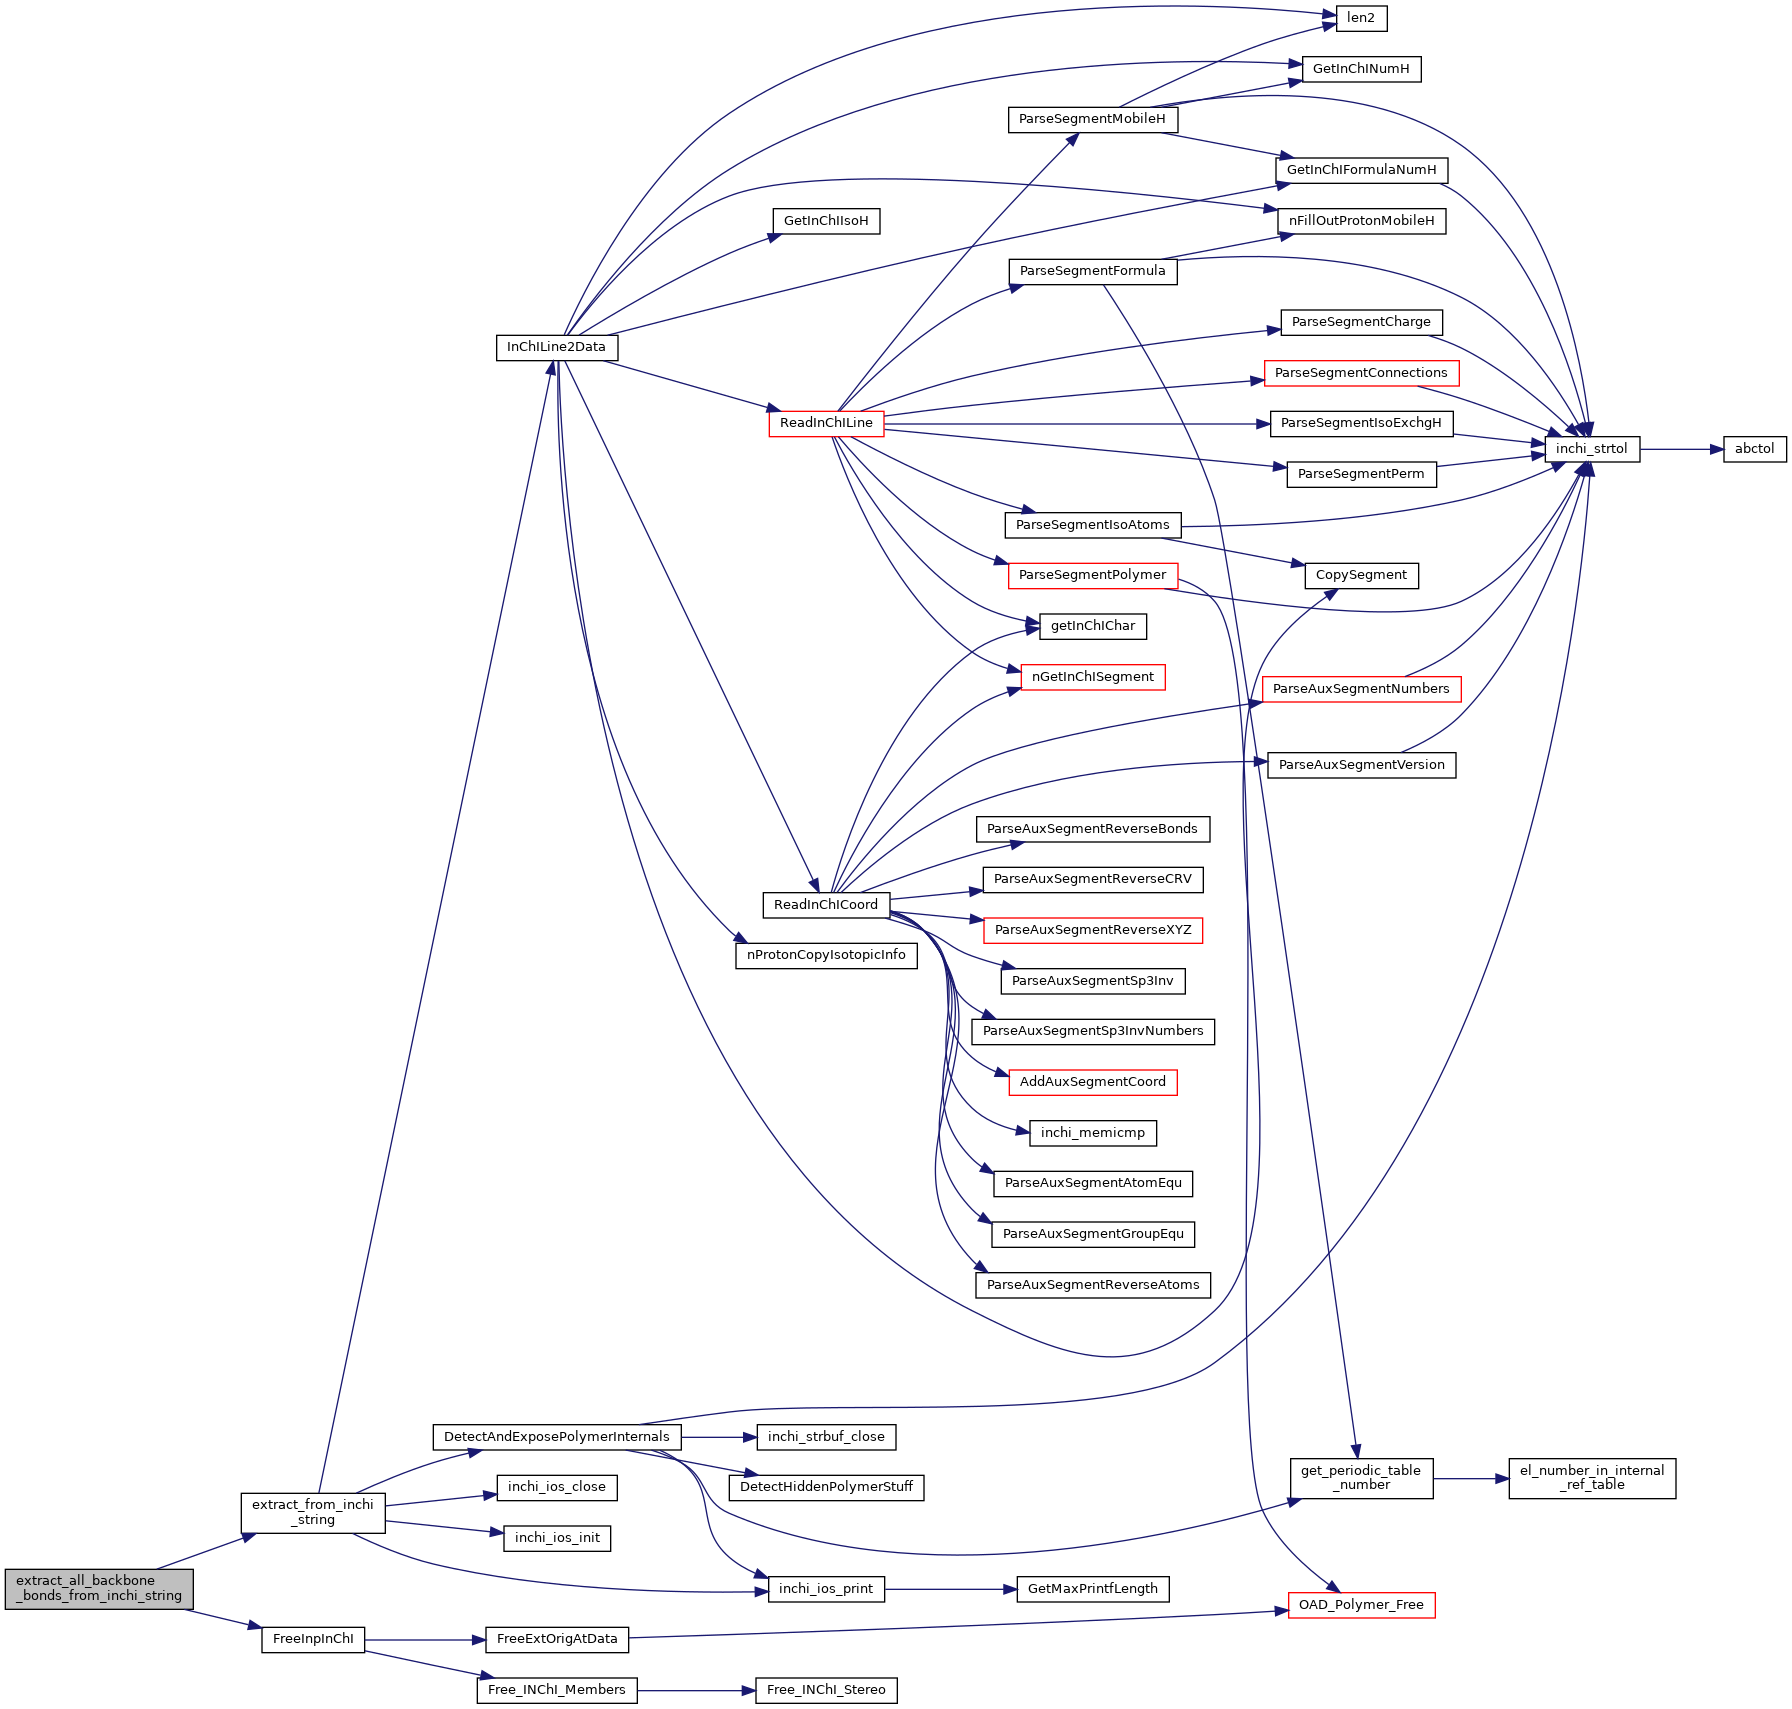 len2
GetInChINumH
ParseSegmentMobileH
GetInChIFormulaNumH
GetInChIIsoH
nFillOutProtonMobileH
ParseSegmentFormula
ParseSegmentCharge
InChILine2Data
ParseSegmentConnections
ReadInChILine
ParseSegmentIsoExchgH
inchi_strtol
abctol
ParseSegmentPerm
ParseSegmentIsoAtoms
ParseSegmentPolymer
CopySegment
getInChIChar
nGetInChISegment
ParseAuxSegmentNumbers
ParseAuxSegmentVersion
ParseAuxSegmentReverseBonds
ParseAuxSegmentReverseCRV
ReadInChICoord
ParseAuxSegmentReverseXYZ
nProtonCopyIsotopicInfo
ParseAuxSegmentSp3Inv
ParseAuxSegmentSp3InvNumbers
AddAuxSegmentCoord
inchi_memicmp
ParseAuxSegmentAtomEqu
ParseAuxSegmentGroupEqu
ParseAuxSegmentReverseAtoms
DetectAndExposePolymerInternals
inchi_strbuf_close
get_periodic_table
_number
el_number_in_internal
_ref_table
inchi_ios_close
DetectHiddenPolymerStuff
extract_from_inchi
_string
inchi_ios_init
extract_all_backbone
_bonds_from_inchi_string
inchi_ios_print
GetMaxPrintfLength
OAD_Polymer_Free
FreeInpInChI
FreeExtOrigAtData
Free_INChI_Members
Free_INChI_Stereo